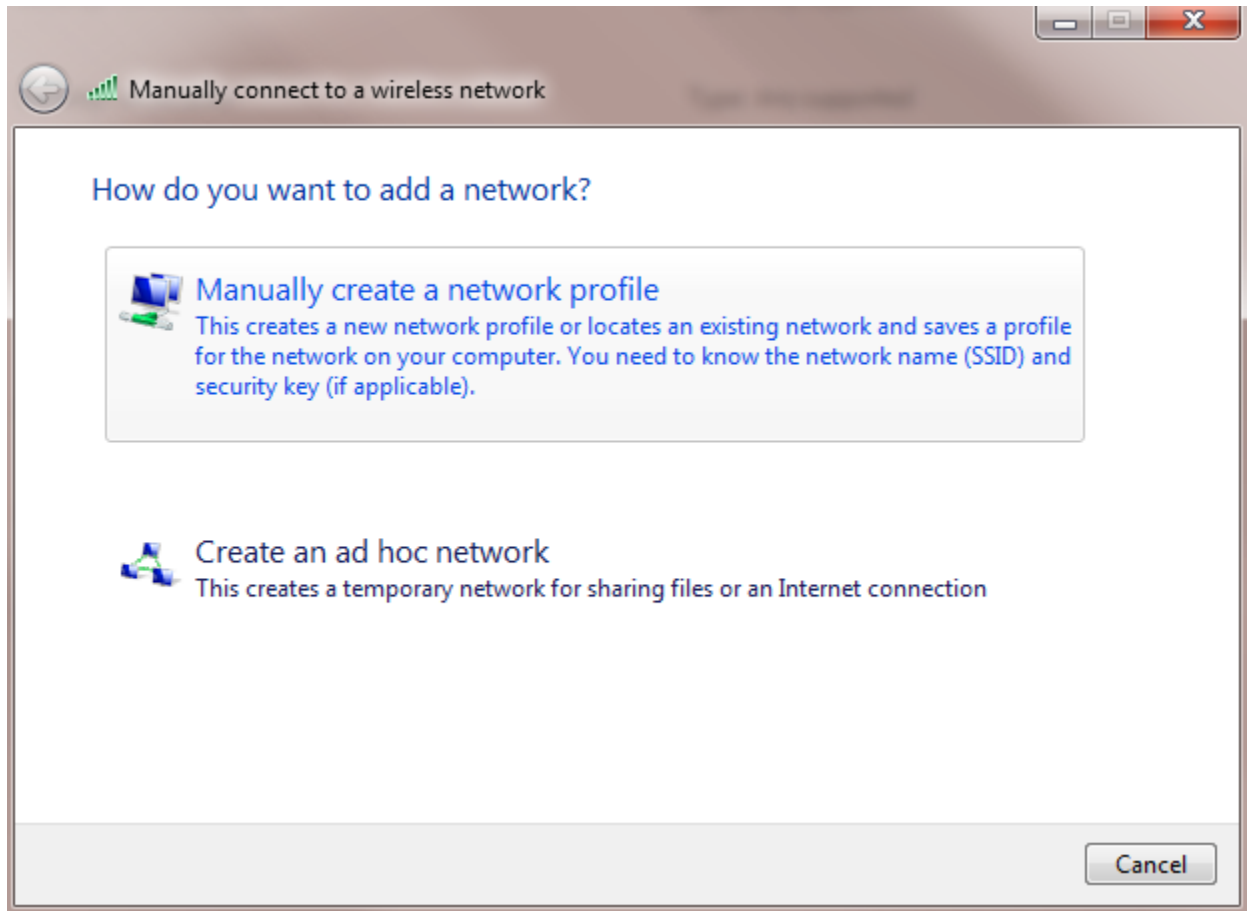 Manually connect to a wireless network
How do you want to add a network?
Manually create a network profile
This creates a new network profile or locates an existing network and saves a profile
for the network on your computer. You need to know the network name (SSID) and
security key (if applicable).
Create an ad hoc network
This creates a temporary network for sharing files or an Internet connection
Cancel